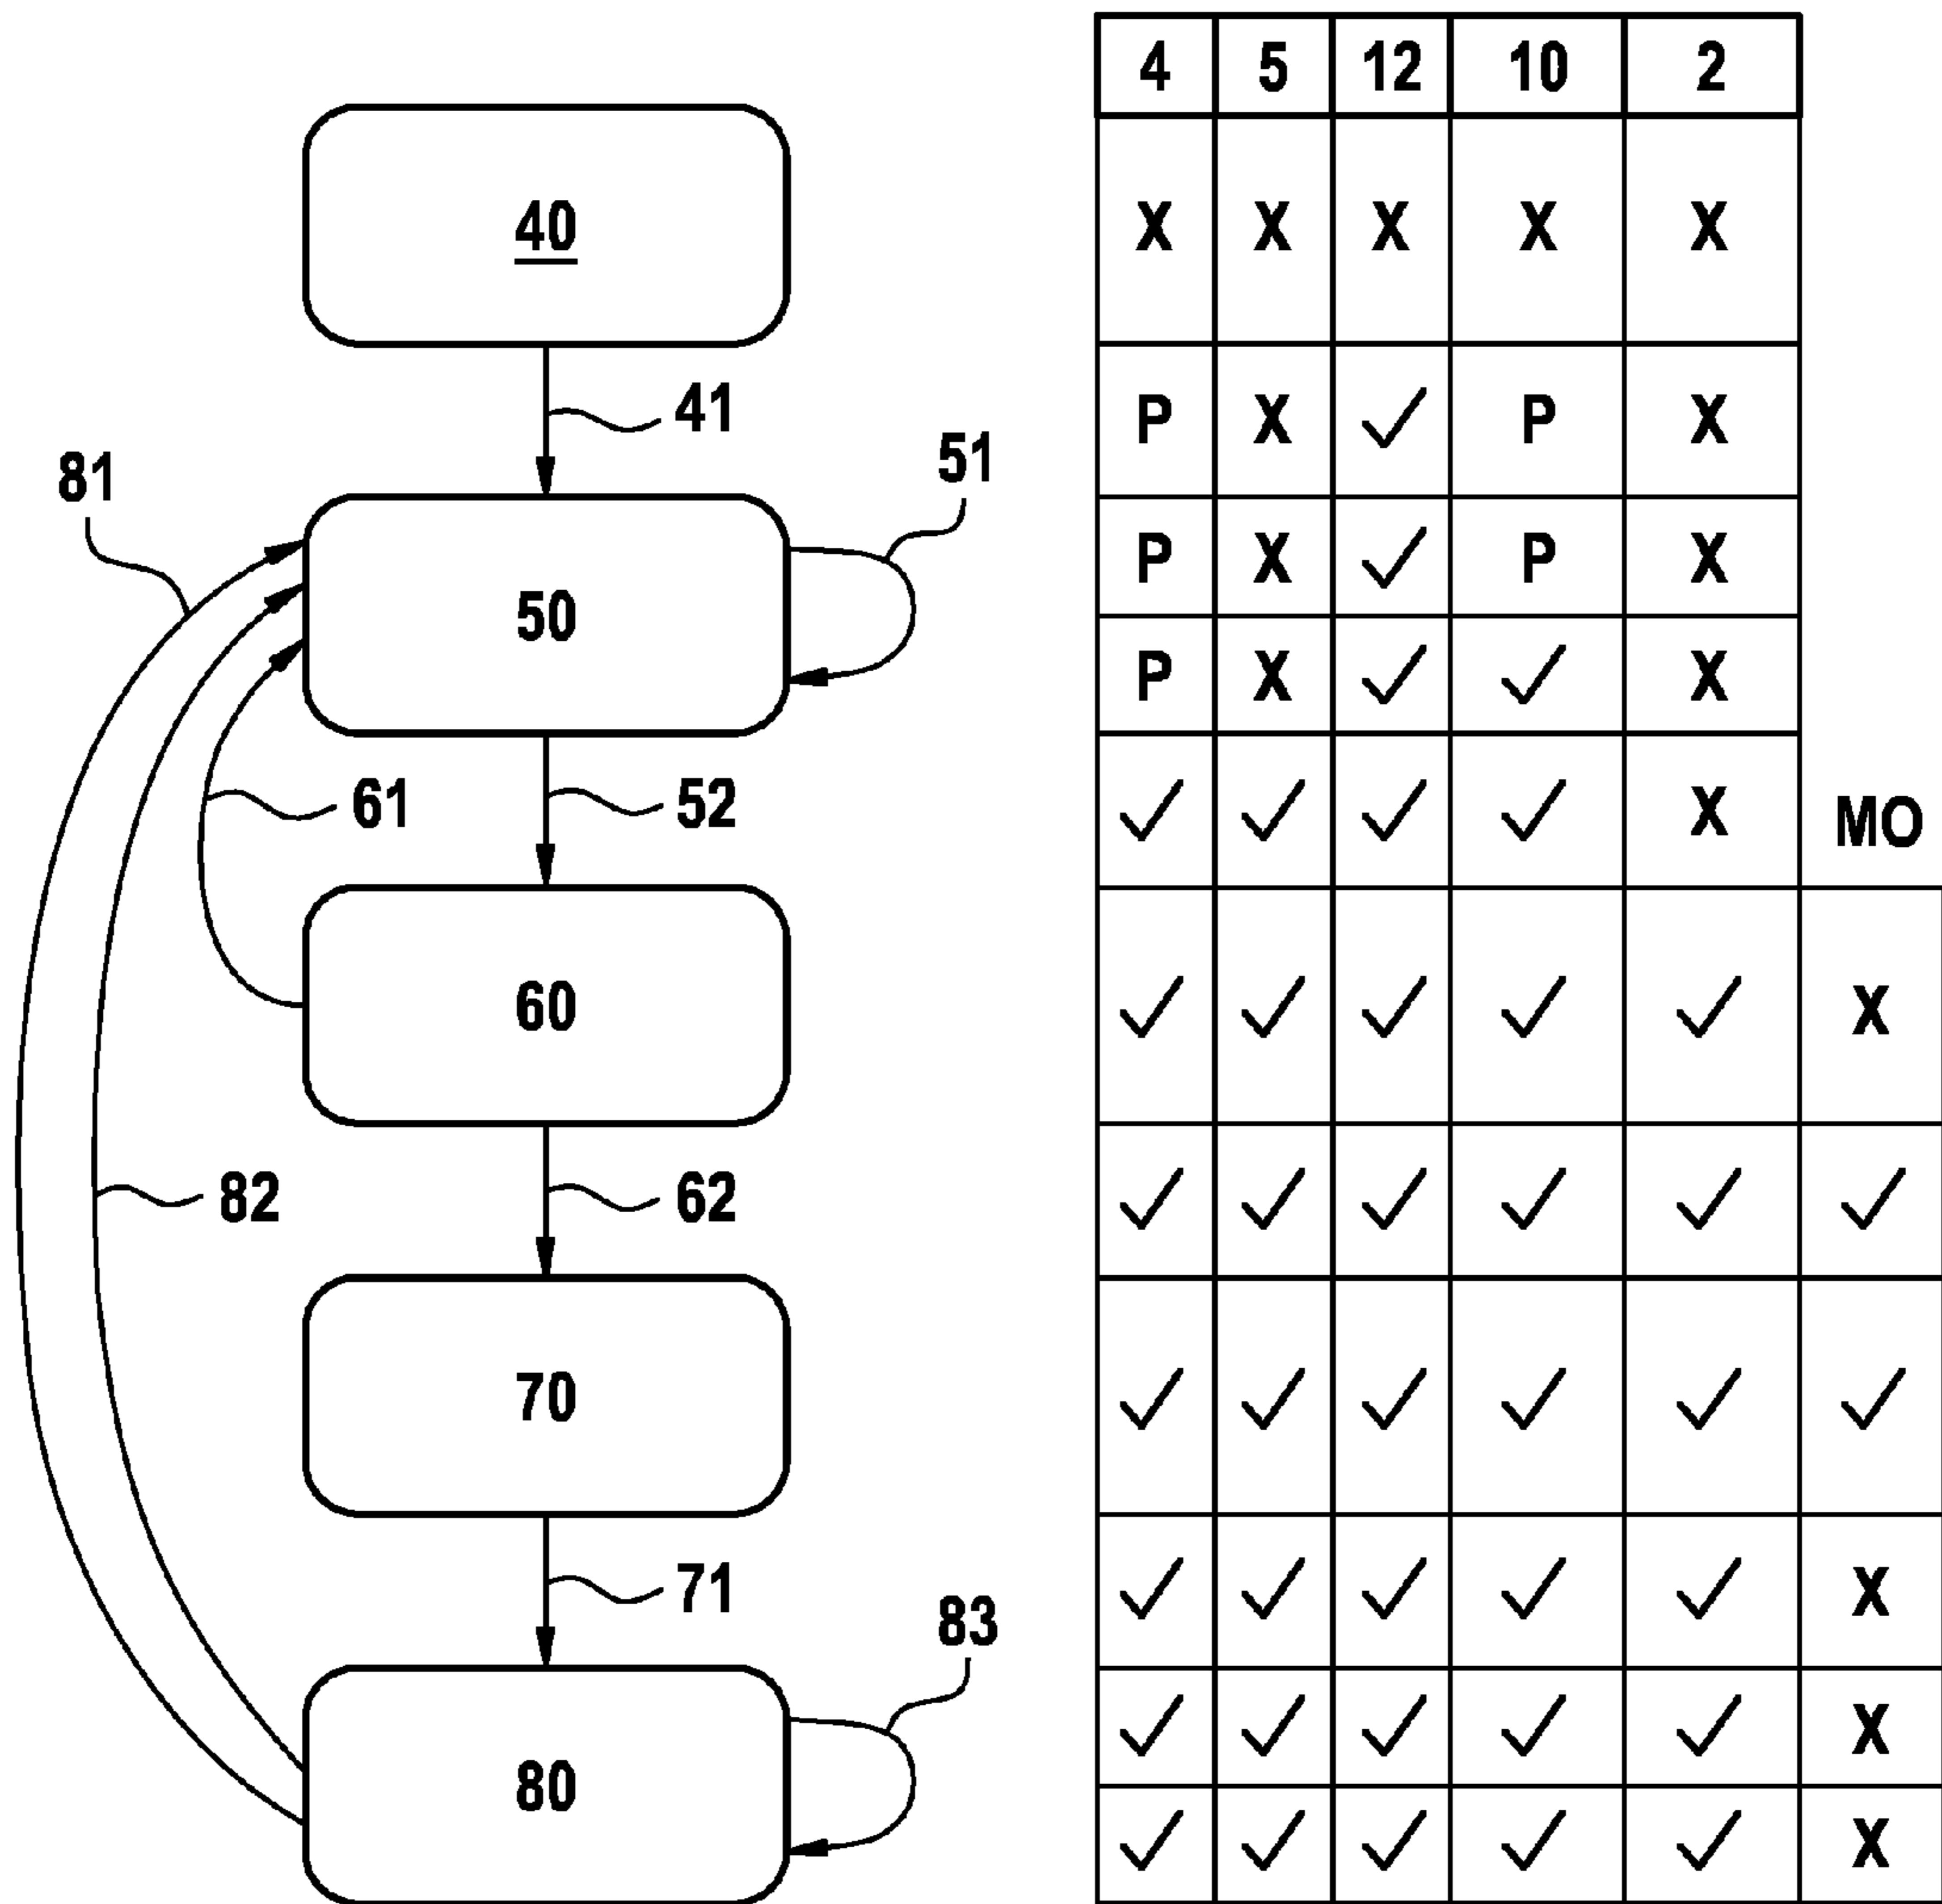 4 5 12 10 2
40
X X X X X
41
P X ✓ P X
81
51
50
P X ✓ P X
P X ✓ ✓ X
61
52
✓ ✓ ✓ ✓ X MO
60
✓ ✓ ✓ ✓ ✓ X
82
62
✓ ✓ ✓ ✓ ✓ ✓
70
✓ ✓ ✓ ✓ ✓ ✓
71
✓ ✓ ✓ ✓ ✓ X
83
80
✓ ✓ ✓ ✓ ✓ X
✓ ✓ ✓ ✓ ✓ X